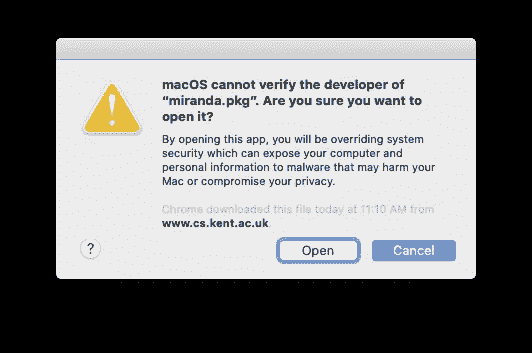 macOS cannot verify the developer of
“miranda.pkg”. Are you sure you want to
open it?
By opening this app, you will be overriding system
security which can expose your computer and
personal information to malware that may harm your
Mac or compromise your privacy.
Chrome downloaded this file today at 11:10 AM from
www.cs.kent.ac.uk
?
Open
Cancel